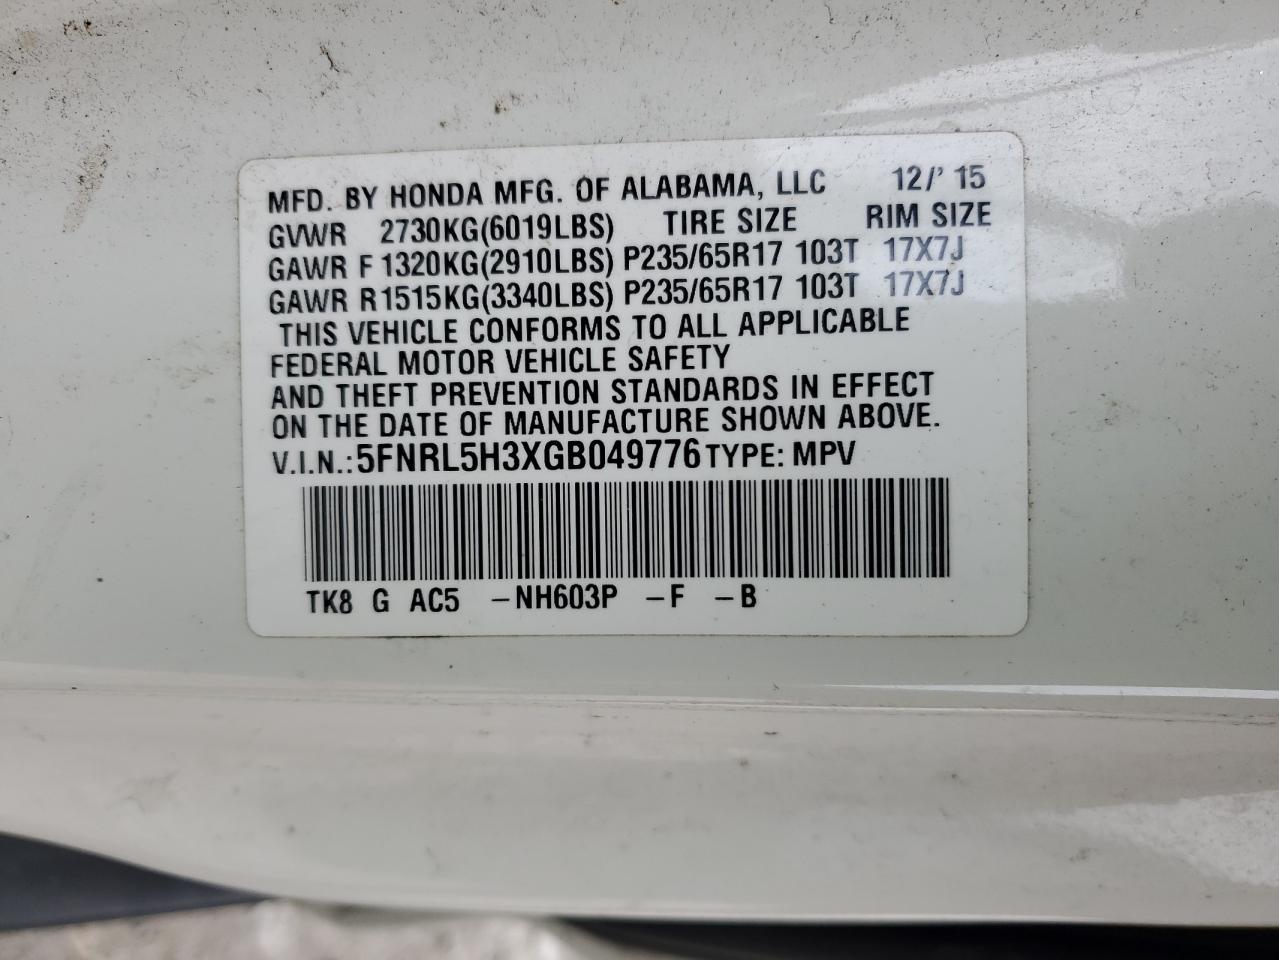 MFD. BY HONDA MFG. OF ALABAMA, LLC 12/' 15
GVWR 2730KG(6019LBS) TIRE SIZE RIM SIZE
GAWR F 1320KG(2910LBS) P235/65R17 103T 17X7J
GAWR R1515KG(3340LBS) P235/65R17 103T 17X7J
THIS VEHICLE CONFORMS TO ALL APPLICABLE
FEDERAL MOTOR VEHICLE SAFETY
AND THEFT PREVENTION STANDARDS IN EFFECT
ON THE DATE OF MANUFACTURE SHOWN ABOVE.
V.I.N.: 5FNRL5H3XGB049776 TYPE: MPV
TK8 G AC5 -NH603P -F -B